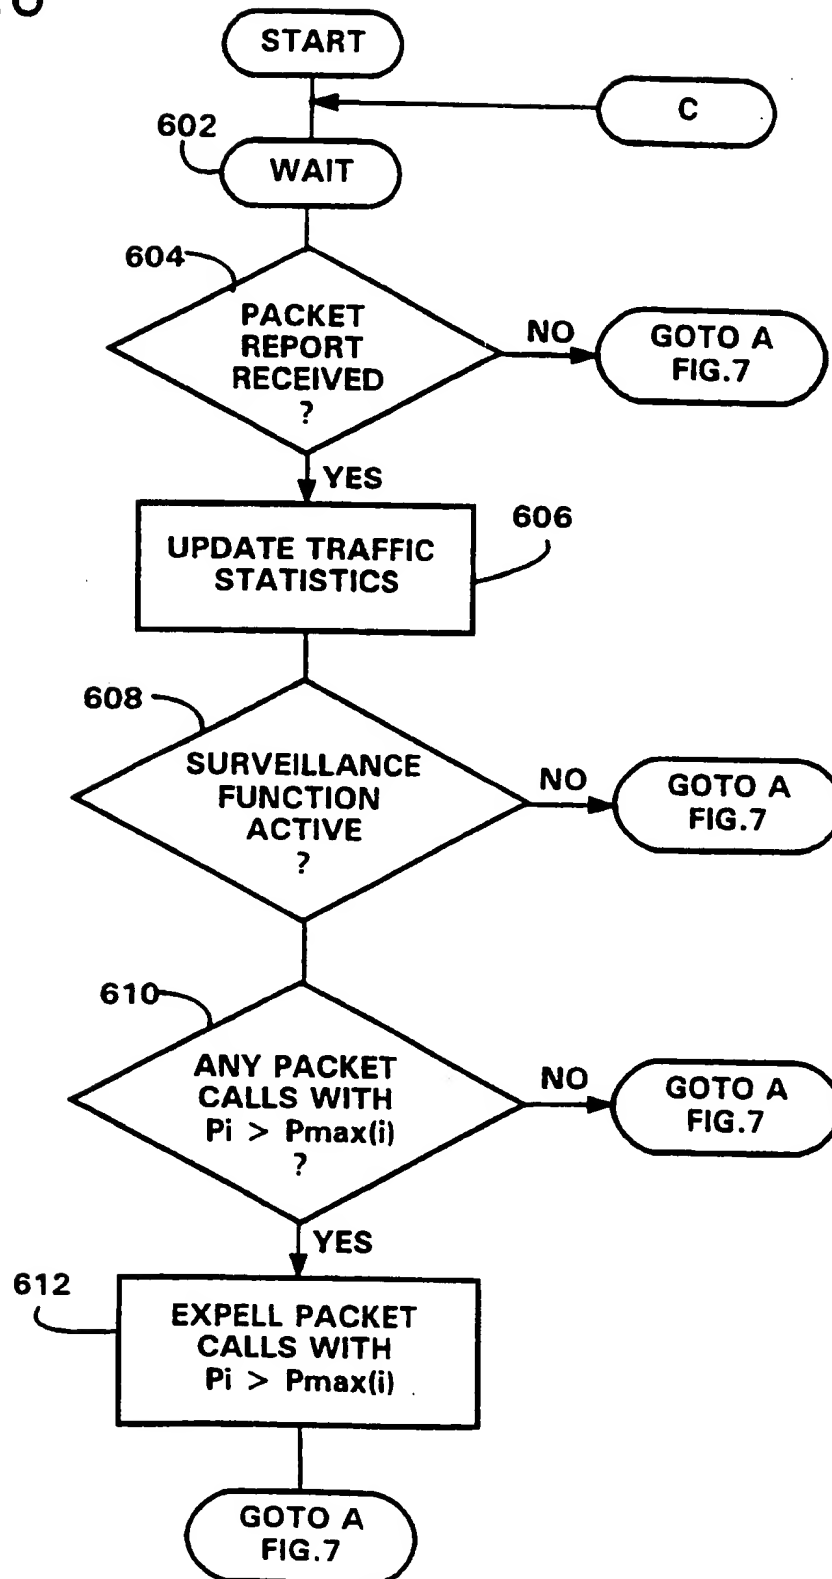 START
C
602
WAIT
604
PACKET
REPORT
RECEIVED
?
NO
GOTO A
FIG.7
YES
606
UPDATE TRAFFIC
STATISTICS
608
SURVEILLANCE
FUNCTION
ACTIVE
?
NO
GOTO A
FIG.7
610
ANY PACKET
CALLS WITH
Pi > Pmax(i)
?
NO
GOTO A
FIG.7
YES
612
EXPELL PACKET
CALLS WITH
Pi > Pmax(i)
GOTO A
FIG.7